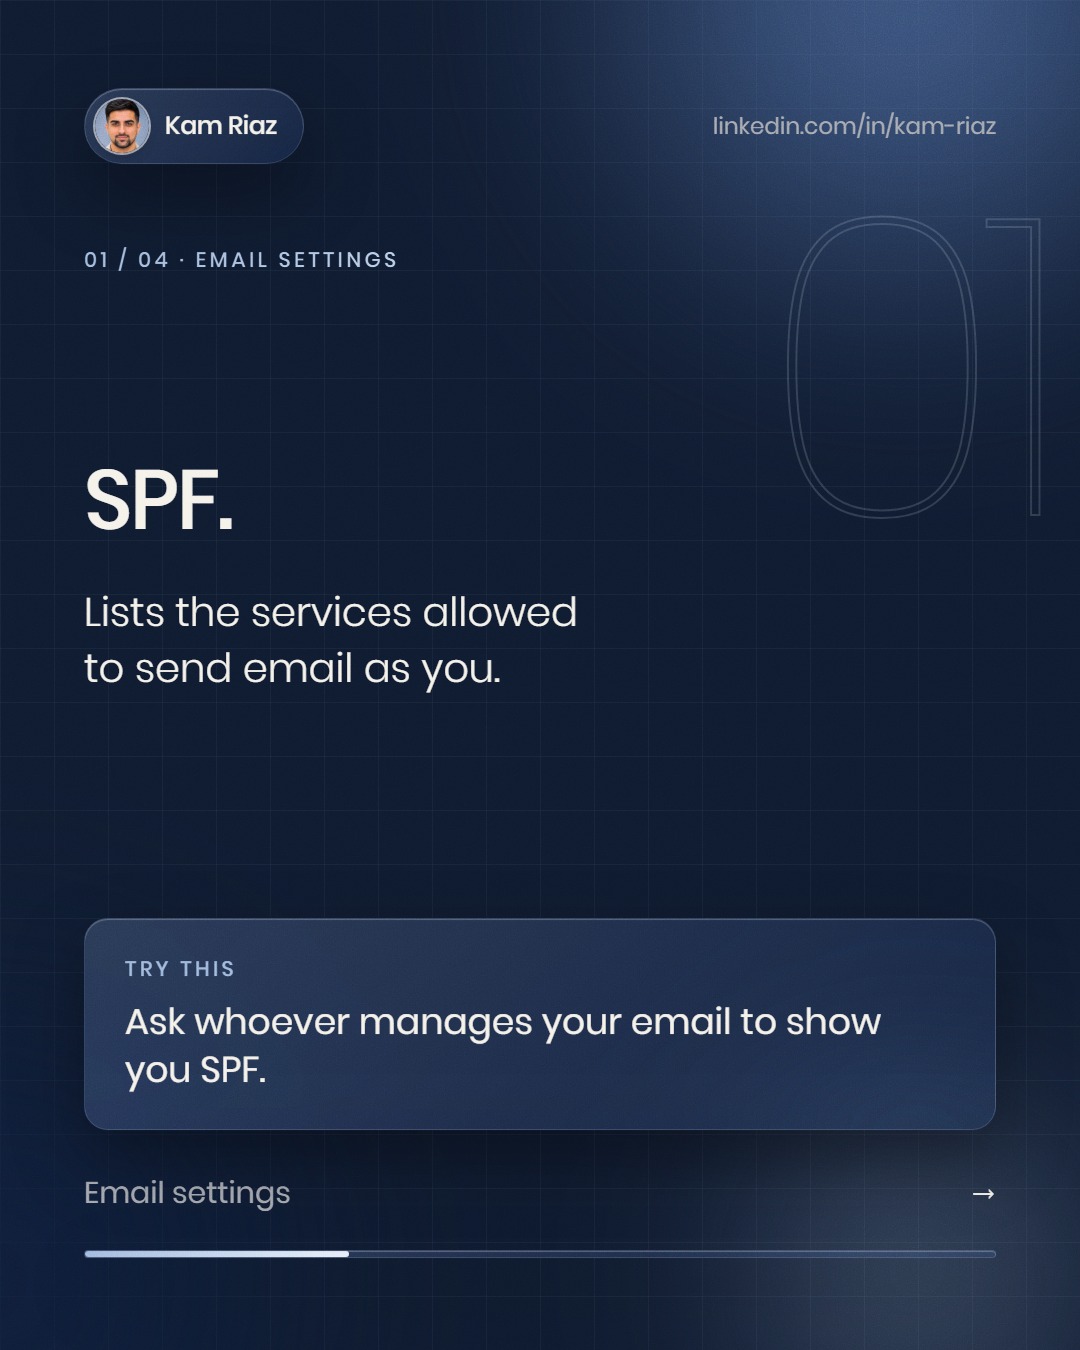 Kam Riaz
linkedin.com/in/kam-riaz
01 / 04 · EMAIL SETTINGS
01
SPF.
Lists the services allowed
to send email as you.
TRY THIS
Ask whoever manages your email to show
you SPF.
Email settings →